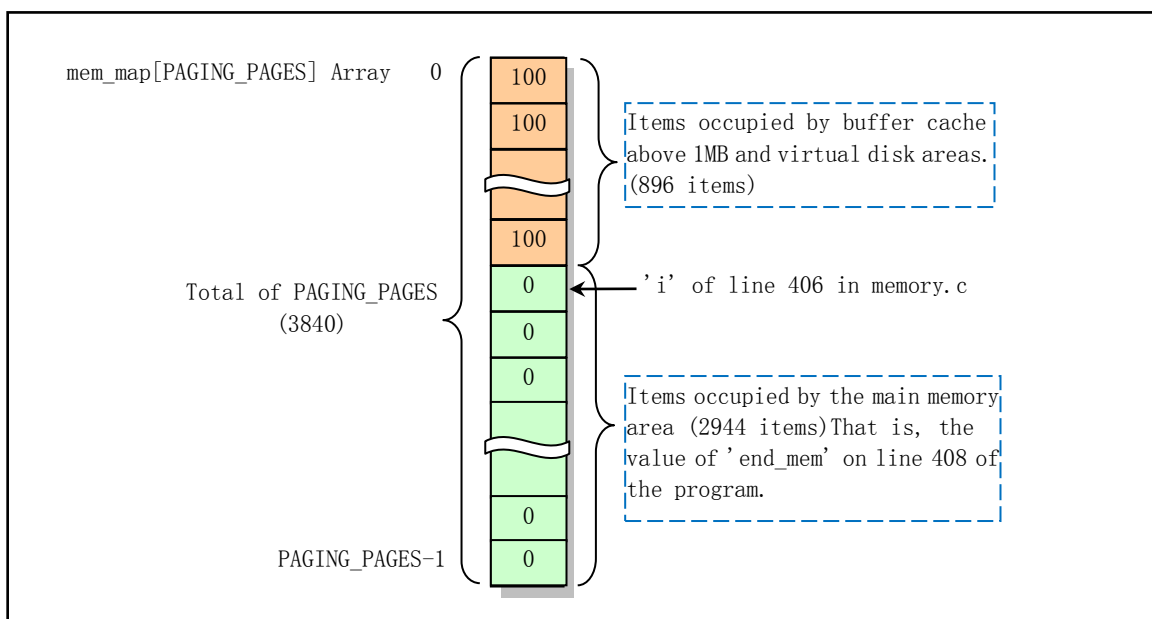 mem_map[PAGING_PAGES] Array 0
100
100
Items occupied by buffer cache
above 1MB and virtual disk areas.
(896 items)
100
0
'i' of line 406 in memory.c
Total of PAGING_PAGES
(3840)
0
0
Items occupied by the main memory
area (2944 items)That is, the
value of 'end_mem' on line 408 of
the program.
0
PAGING_PAGES-1
0